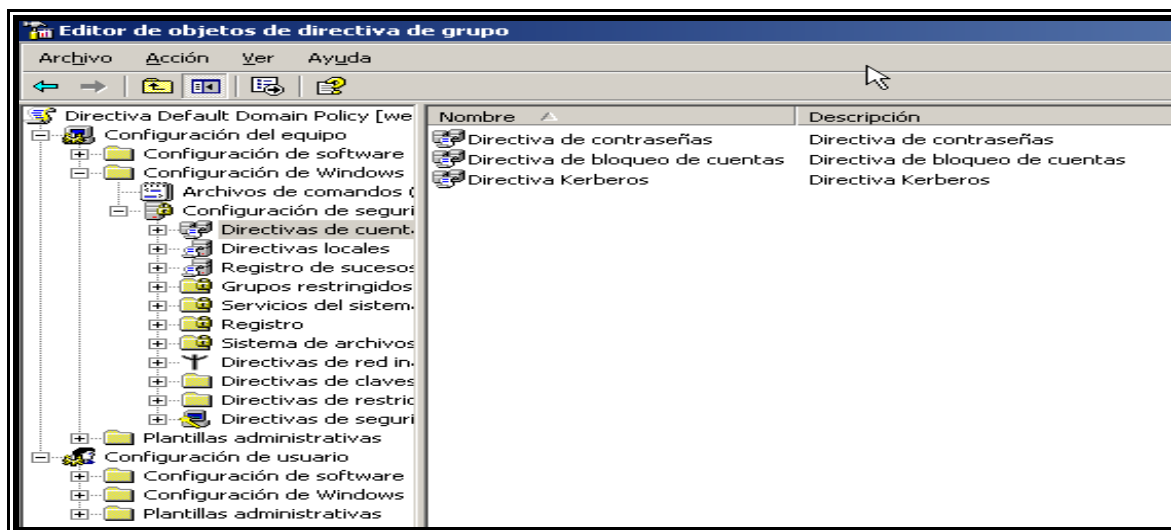 Editor de objetos de directiva de grupo
Archivo Acción Ver Ayuda
Directiva Default Domain Policy [we
Configuración del equipo
Configuración de software
Configuración de Windows
Archivos de comandos (
Configuración de seguri
Directivas de cuent
Directivas locales
Registro de sucesos
Grupos restringidos
Servicios del sistem
Registro
Sistema de archivos
Directivas de red in
Directivas de claves
Directivas de restric
Directivas de seguri
Plantillas administrativas
Configuración de usuario
Configuración de software
Configuración de Windows
Plantillas administrativas
Nombre Descripción
Directiva de contraseñas Directiva de contraseñas
Directiva de bloqueo de cuentas Directiva de bloqueo de cuentas
Directiva Kerberos Directiva Kerberos